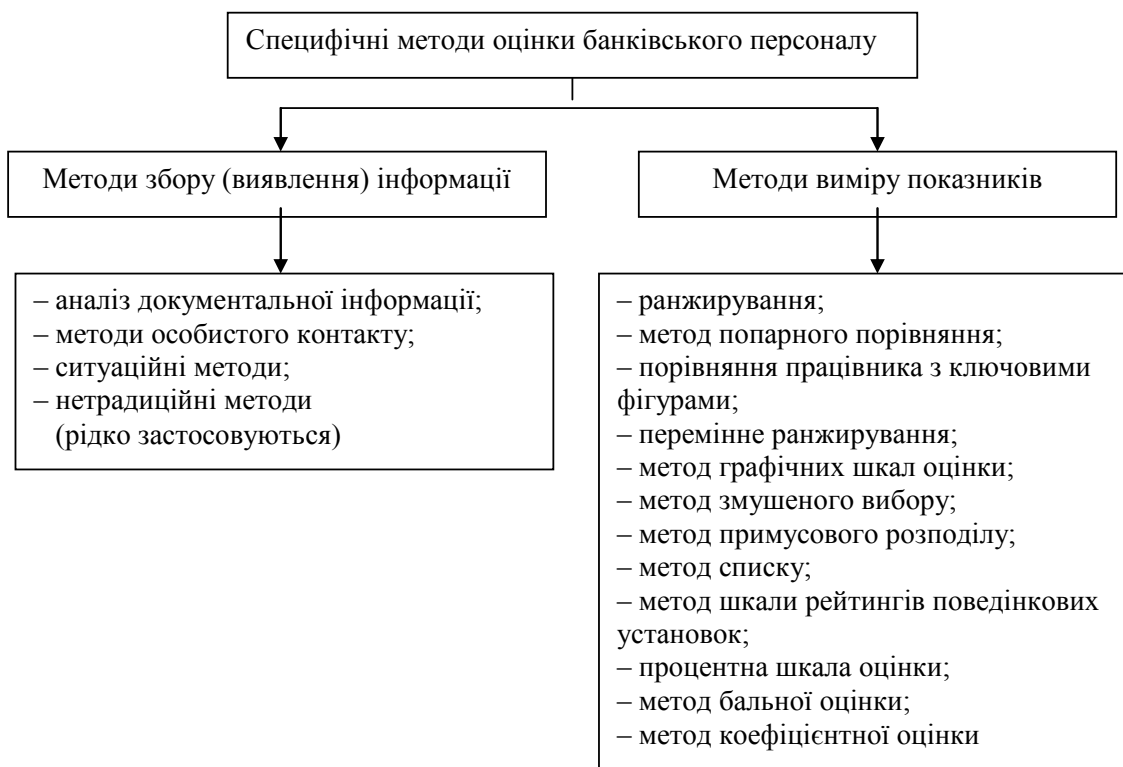 Специфічні методи оцінки банківського персоналу
Методи збору (виявлення) інформації
Методи виміру показників
– аналіз документальної інформації;
– методи особистого контакту;
– ситуаційні методи;
– нетрадиційні методи
(рідко застосовуються)
– ранжирування;
– метод попарного порівняння;
– порівняння працівника з ключовими
фігурами;
– перемінне ранжирування;
– метод графічних шкал оцінки;
– метод змушеного вибору;
– метод примусового розподілу;
– метод списку;
– метод шкали рейтингів поведінкових
установок;
– процентна шкала оцінки;
– метод бальної оцінки;
– метод коефіцієнтної оцінки